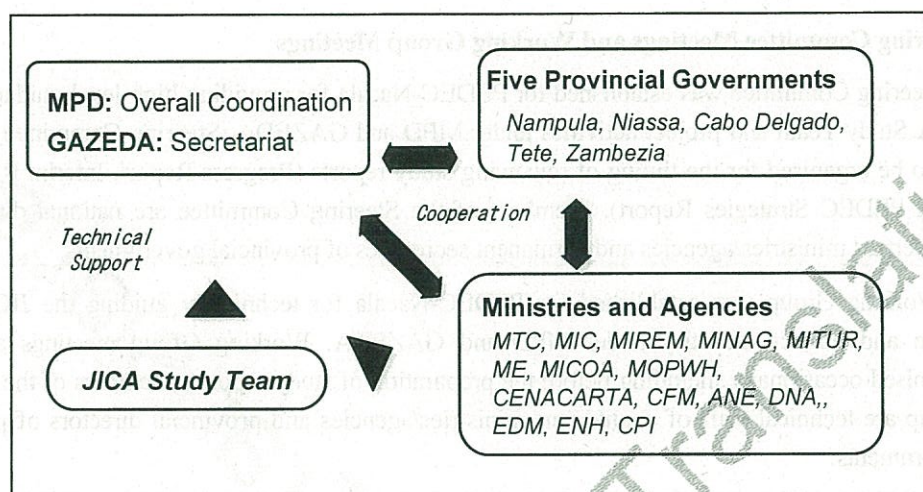 MPD: Overall Coordination
GAZEDA: Secretariat
Five Provincial Governments
Nampula, Niassa, Cabo Delgado,
Tete, Zambezia
Technical
Support
Cooperation
JICA Study Team
Ministries and Agencies
MTC, MIC, MIREM, MINAG, MITUR,
ME, MICOA, MOPWH,
CENACARTA, CFM, ANE, DNA,,
EDM, ENH, CPI